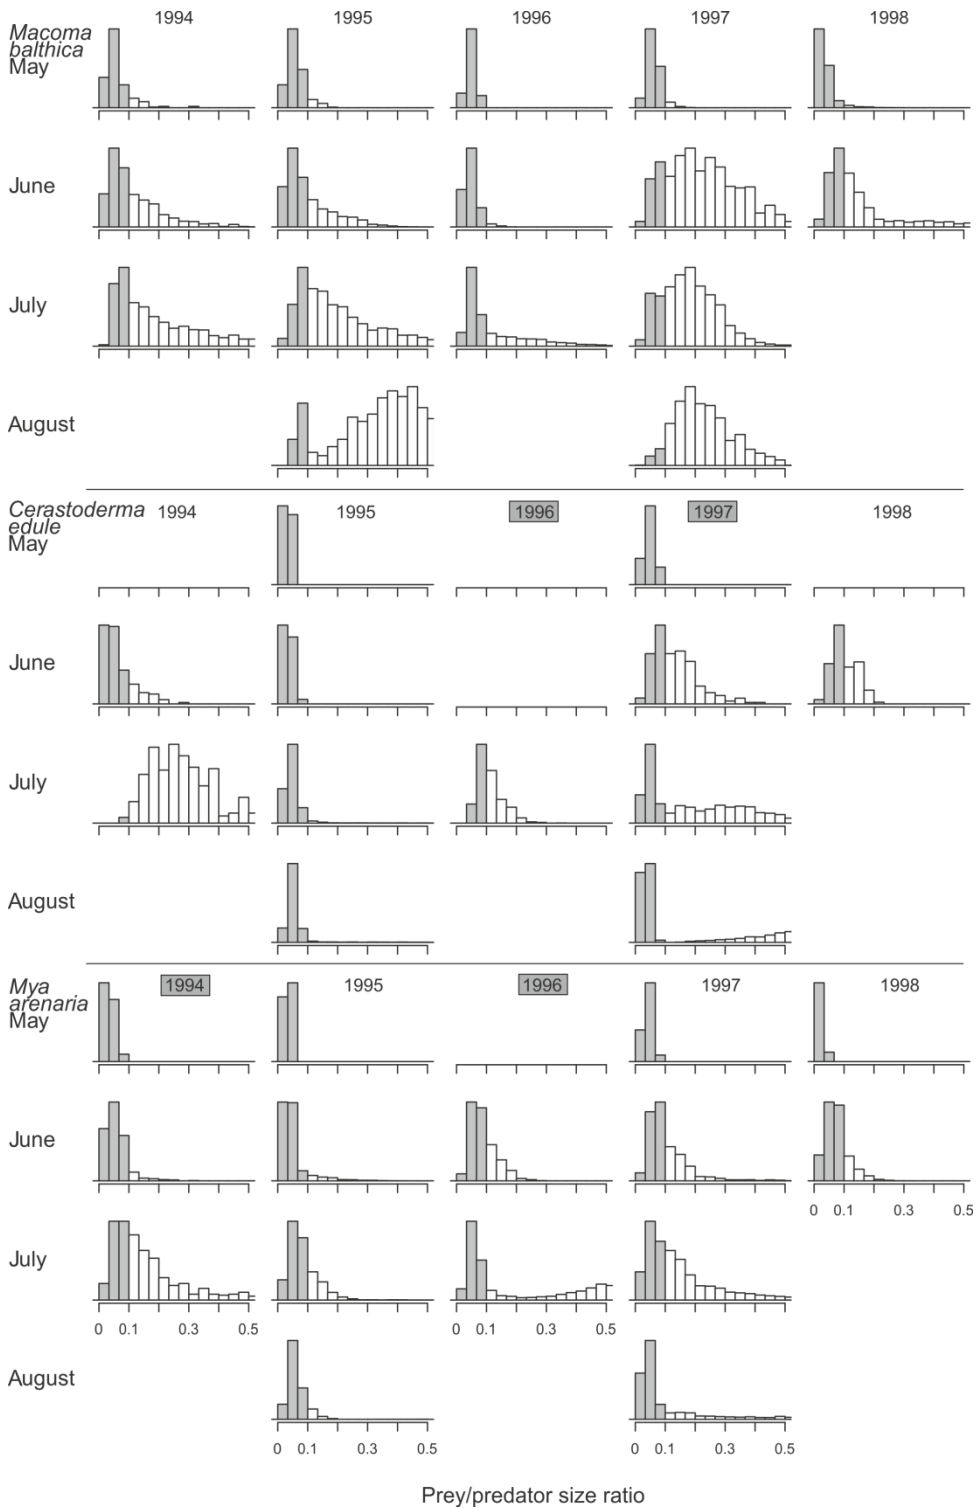 1994 1995 1996 1997 1998
Macoma
balthica
May
June
July
August
Cerastoderma
edule
May
1994 1995 1996 1997 1998
June
July
August
Mya
arenaria
May
1994 1995 1996 1997 1998
June
0 0.1 0.3 0.5
July
0 0.1 0.3 0.5 0 0.1 0.3 0.5
August
0 0.1 0.3 0.5 0 0.1 0.3 0.5
Prey/predator size ratio